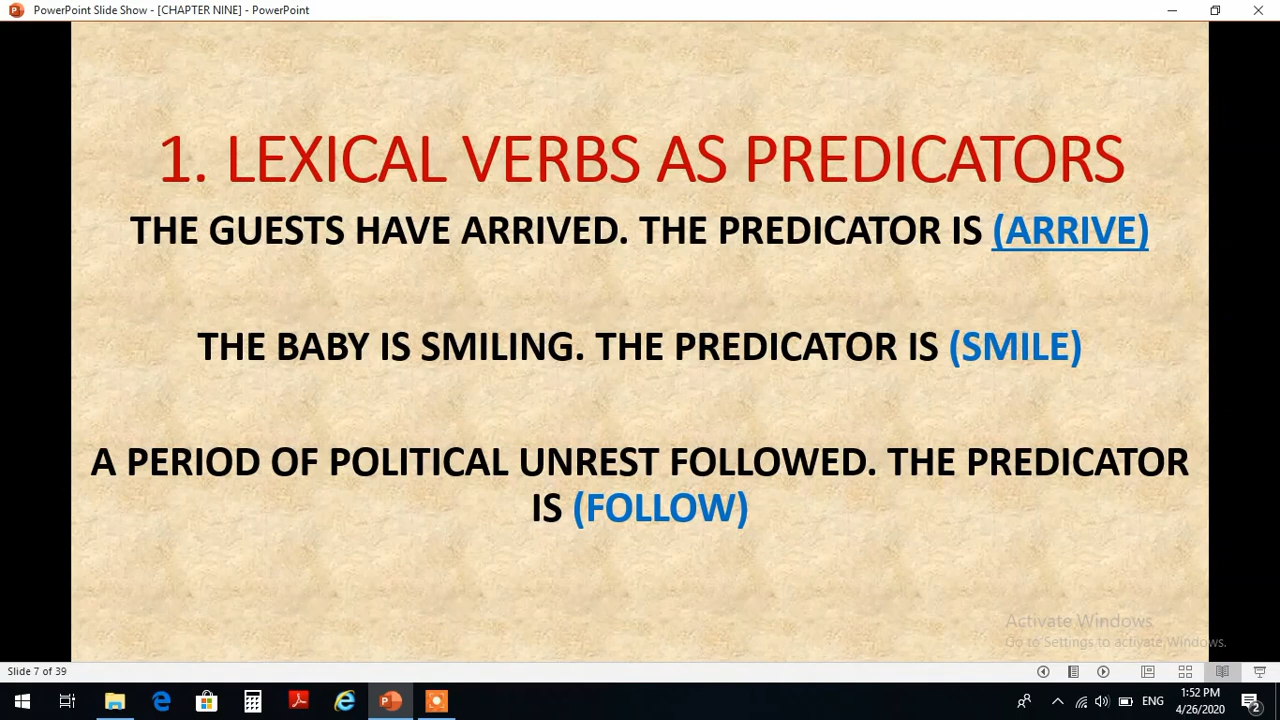 PowerPoint Slide Show - [CHAPTER NINE] - PowerPoint
1. LEXICAL VERBS AS PREDICATORS
THE GUESTS HAVE ARRIVED. THE PREDICATOR IS (ARRIVE)
THE BABY IS SMILING. THE PREDICATOR IS (SMILE)
A PERIOD OF POLITICAL UNREST FOLLOWED. THE PREDICATOR
IS (FOLLOW)
Activate Windows
Go to Settings to activate Windows.
Slide 7 of 39
ENG
1:52 PM
4/26/2020
2